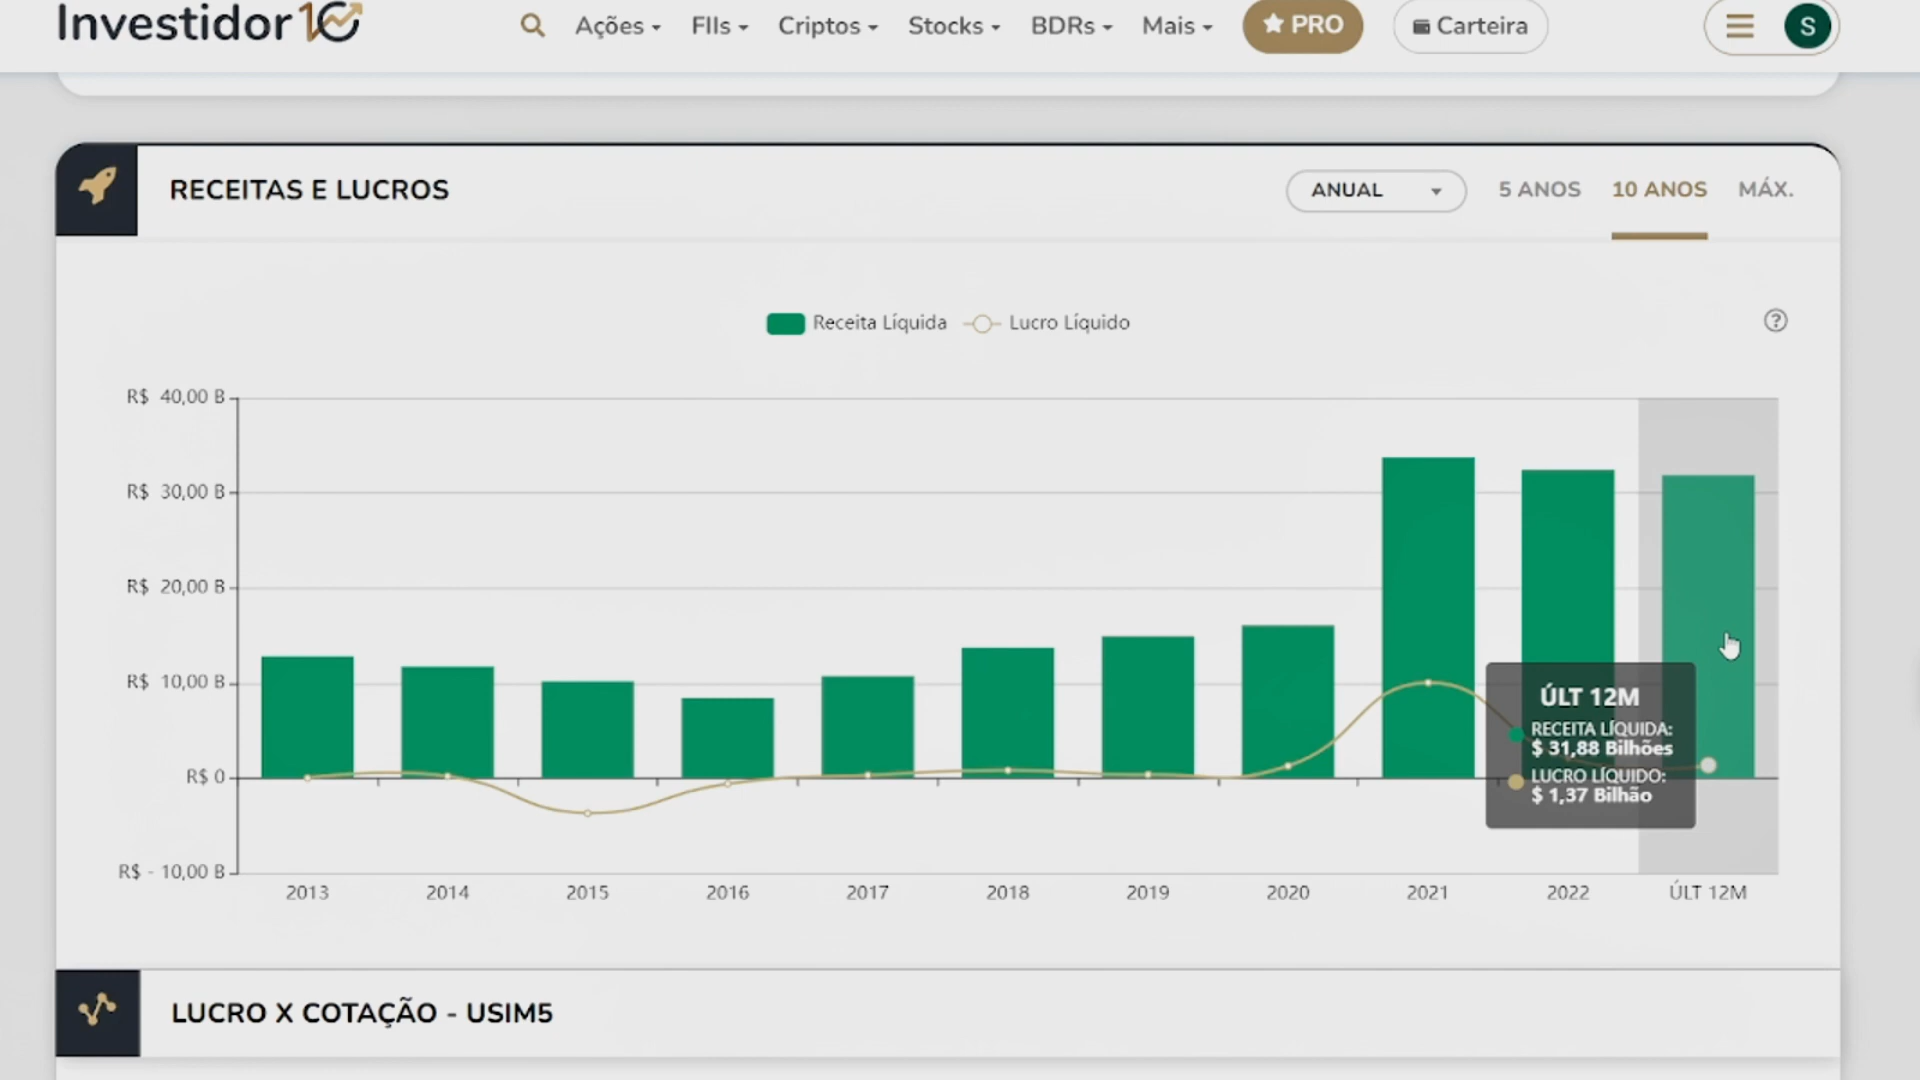 Investidor10
Ações
FIIs
Criptos
Stocks
BDRs
Mais
PRO
Carteira
S
RECEITAS E LUCROS
ANUAL
5 ANOS
10 ANOS
MÁX.
Receita Líquida
Lucro Líquido
?
R$ 40,00 B
R$ 30,00 B
R$ 20,00 B
R$ 10,00 B
R$ 0
R$ - 10,00 B
ÚLT 12M
RECEITA LÍQUIDA:
$ 31,88 Bilhões
LUCRO LÍQUIDO:
$ 1,37 Bilhão
2013
2014
2015
2016
2017
2018
2019
2020
2021
2022
ÚLT 12M
LUCRO X COTAÇÃO - USIM5